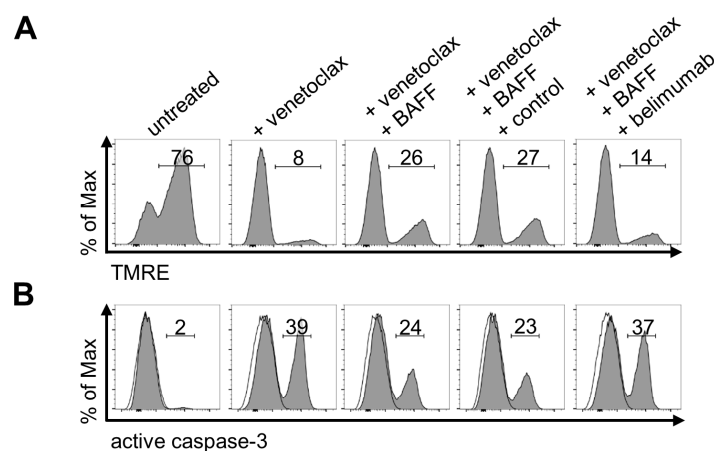 A
untreated
+ venetoclax
+ venetoclax
+ BAFF
+ venetoclax
+ BAFF
+ control
+ venetoclax
+ BAFF
+ belimumab
% of Max
76
8
26
27
14
TMRE
B
% of Max
2
39
24
23
37
active caspase-3